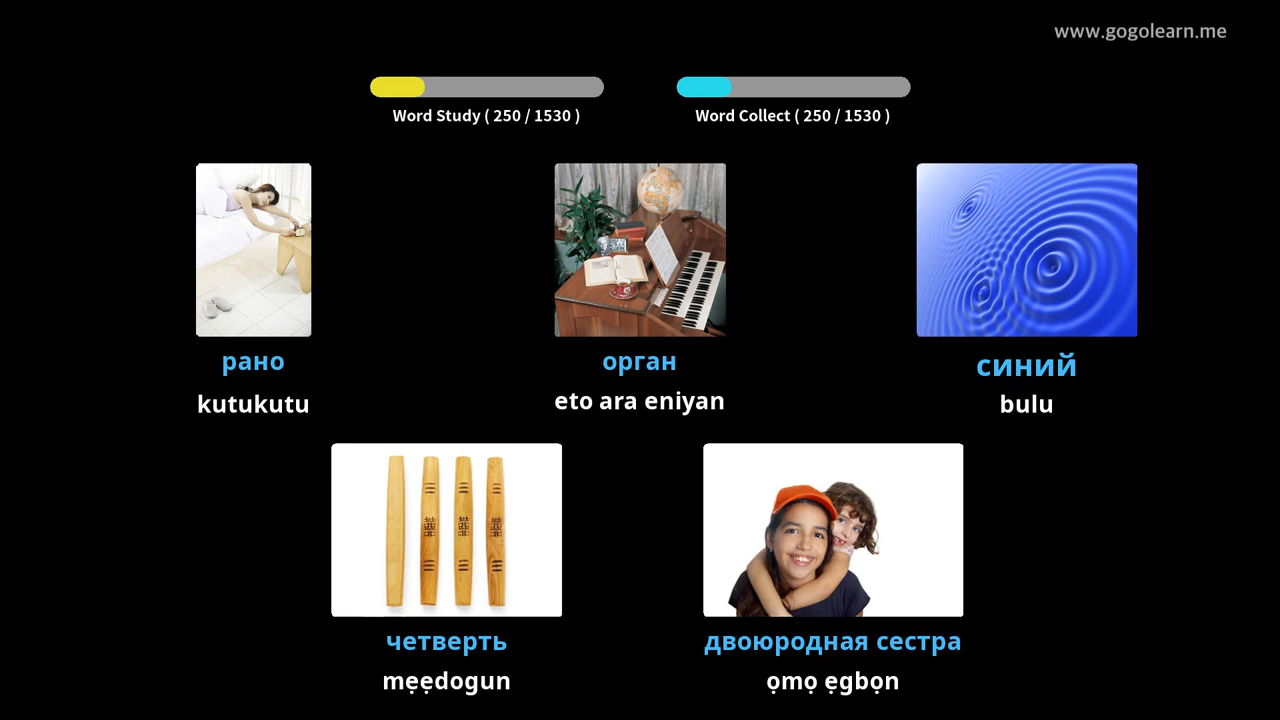 www.gogolearn.me
Word Study ( 250 / 1530 )
Word Collect ( 250 / 1530 )
рано
kutukutu
орган
eto ara eniyan
синий
bulu
четверть
mẹẹdogun
двоюродная сестра
ọmọ ẹgbọn